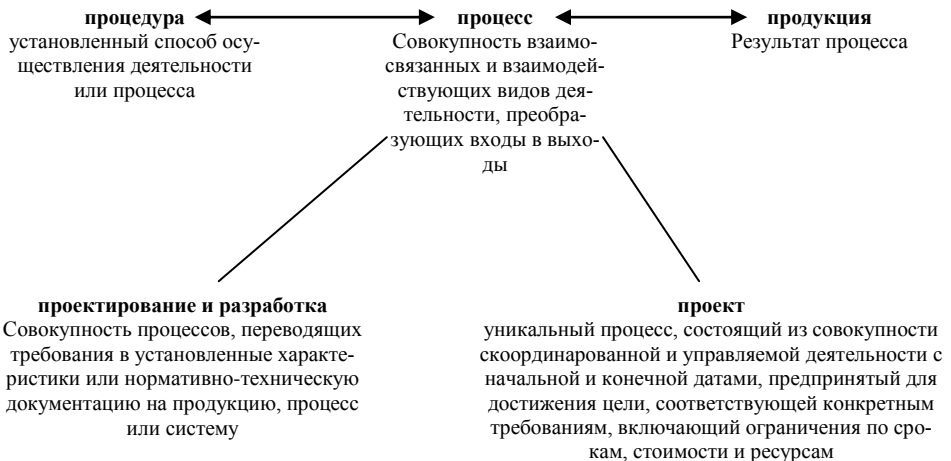 процедура
установленный способ осу-
ществления деятельности
или процесса
процесс
Совокупность взаимо-
связанных и взаимодей-
ствующих видов дея-
тельности, преобра-
зующих входы в выхо-
ды
продукция
Результат процесса
проектирование и разработка
Совокупность процессов, переводящих
требования в установленные характе-
ристики или нормативно-техническую
документацию на продукцию, процесс
или систему
проект
уникальный процесс, состоящий из совокупности
скоординированной и управляемой деятельности с
начальной и конечной датами, предпринятый для
достижения цели, соответствующей конкретным
требованиям, включающий ограничения по сро-
кам, стоимости и ресурсам